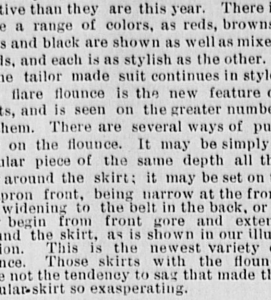 tive than they are this year. There i
e a range of colors, as reds, brown
s and black are shown as well as mixe
ls, and each is as stylish as the other.
e tailor made suit continues in style
flare flounce is the new feature o
ts, and is seen on the greater numbe
hem. There are several ways of pu
on the flounce. It may be simply
ular piece of the same depth all th
around the skirt; it may be set on
pron front, being narrow at the fron
widening to the belt in the back, or
begin from front gore and exten
nd the skirt, as is shown in our illu
ion. This is the newest variety o
nce. Those skirts with the floun
e not the tendency to sag that made th
ular skirt so exasperating.